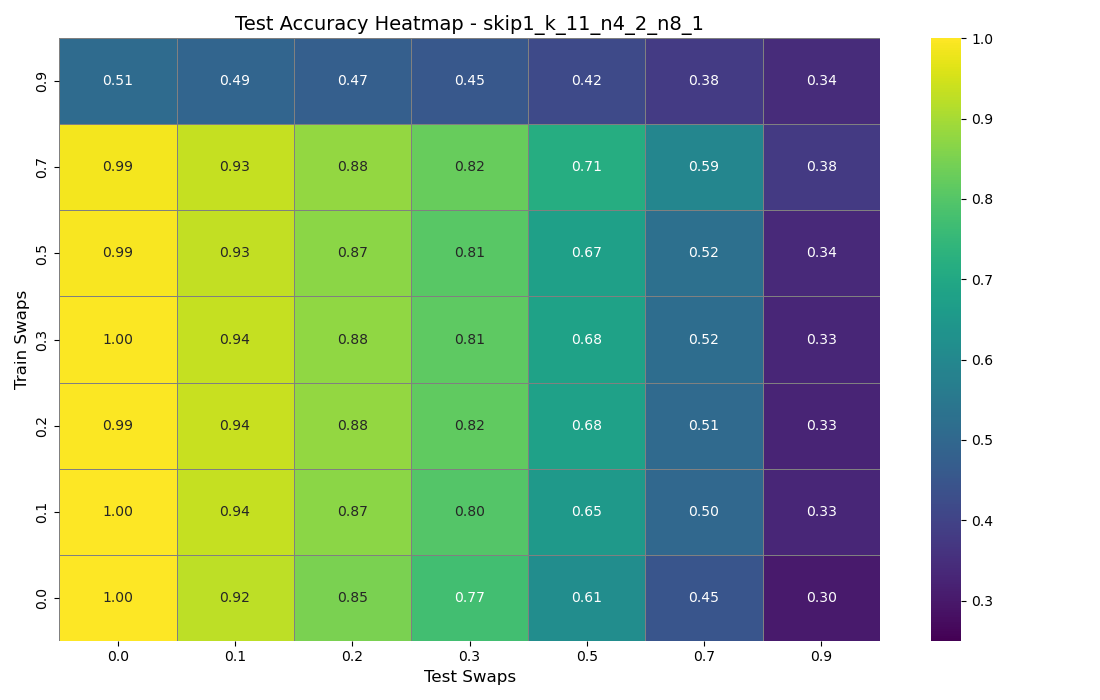 Test Accuracy Heatmap - skip1_k_11_n4_2_n8_1
Train Swaps
0.9 0.51 0.49 0.47 0.45 0.42 0.38 0.34
0.7 0.99 0.93 0.88 0.82 0.71 0.59 0.38
0.5 0.99 0.93 0.87 0.81 0.67 0.52 0.34
0.3 1.00 0.94 0.88 0.81 0.68 0.52 0.33
0.2 0.99 0.94 0.88 0.82 0.68 0.51 0.33
0.1 1.00 0.94 0.87 0.80 0.65 0.50 0.33
0.0 1.00 0.92 0.85 0.77 0.61 0.45 0.30
0.0 0.1 0.2 0.3 0.5 0.7 0.9
Test Swaps
1.0
0.9
0.8
0.7
0.6
0.5
0.4
0.3